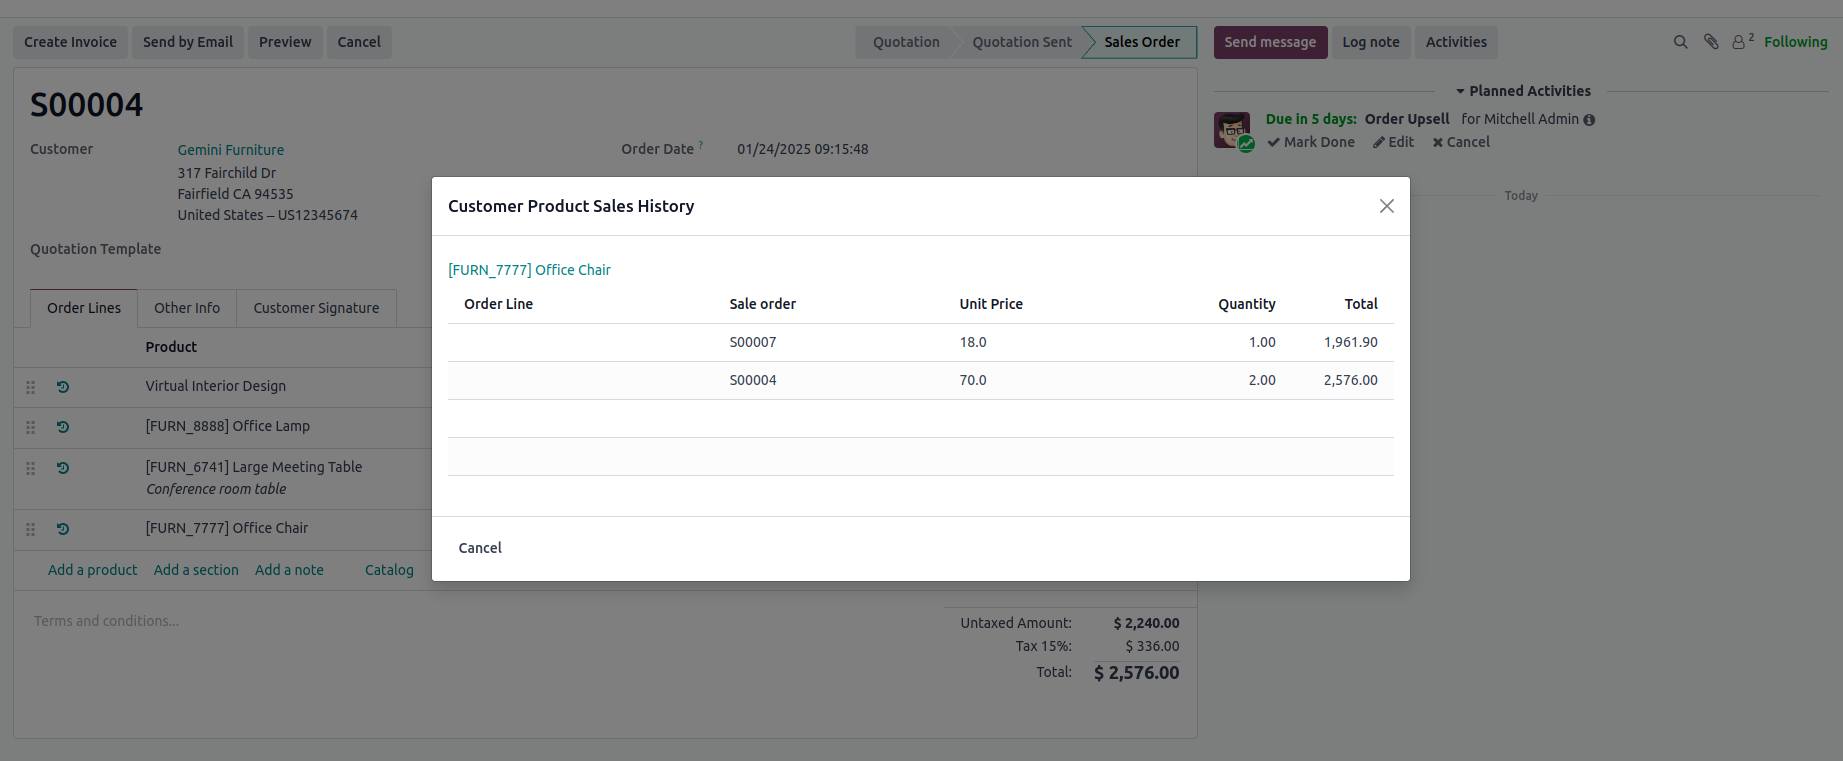 Create Invoice Send by Email Preview Cancel Quotation Quotation Sent Sales Order Send message Log note Activities 2 Following
S00004
Customer Gemini Furniture
317 Fairchild Dr
Fairfield CA 94535
United States – US12345674
Order Date ? 01/24/2025 09:15:48
Quotation Template
Planned Activities
Due in 5 days: Order Upsell for Mitchell Admin
Mark Done Edit Cancel
Today
Order Lines Other Info Customer Signature
Product
Virtual Interior Design
[FURN_8888] Office Lamp
[FURN_6741] Large Meeting Table
Conference room table
[FURN_7777] Office Chair
Add a product Add a section Add a note Catalog
Customer Product Sales History
[FURN_7777] Office Chair
Order Line Sale order Unit Price Quantity Total
S00007 18.0 1.00 1,961.90
S00004 70.0 2.00 2,576.00
Cancel
Terms and conditions...
Untaxed Amount: $ 2,240.00
Tax 15%: $ 336.00
Total: $ 2,576.00